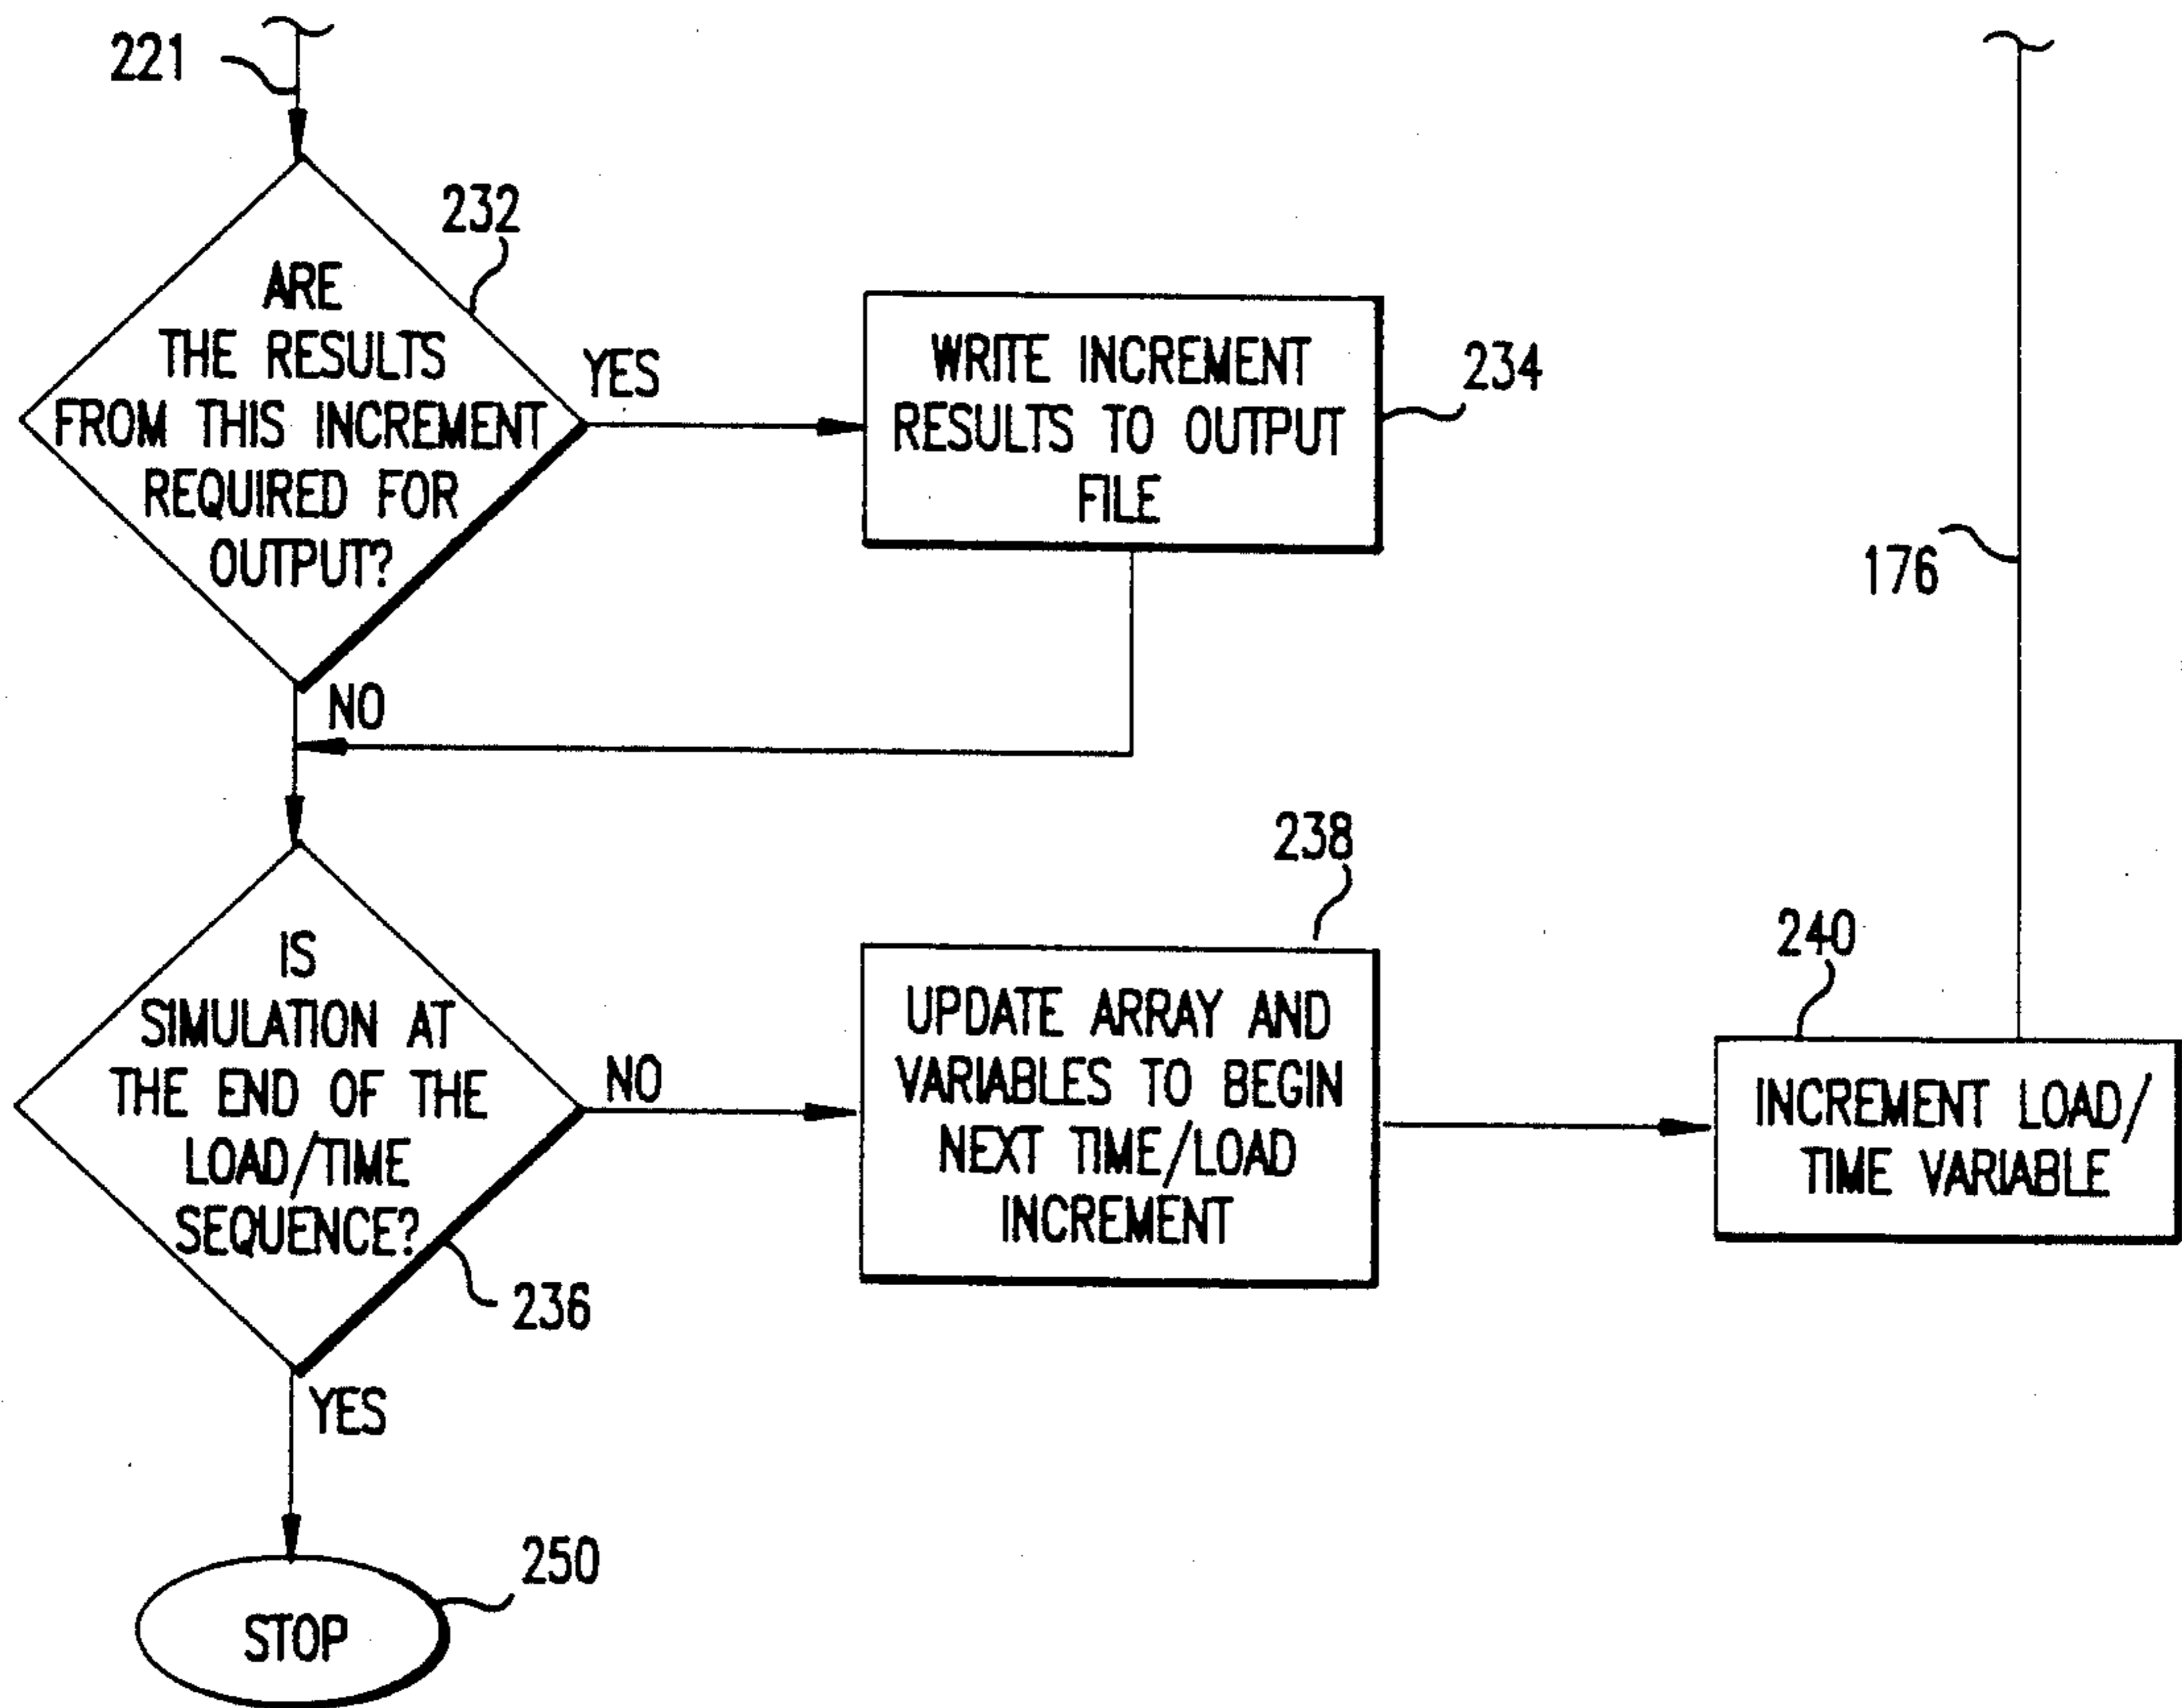 221
232
ARE
THE RESULTS
FROM THIS INCREMENT
REQUIRED FOR
OUTPUT?
YES
WRITE INCREMENT
RESULTS TO OUTPUT
FILE
234
176
NO
IS
SIMULATION AT
THE END OF THE
LOAD/TIME
SEQUENCE?
236
NO
238
UPDATE ARRAY AND
VARIABLES TO BEGIN
NEXT TIME/LOAD
INCREMENT
240
INCREMENT LOAD/
TIME VARIABLE
YES
250
STOP